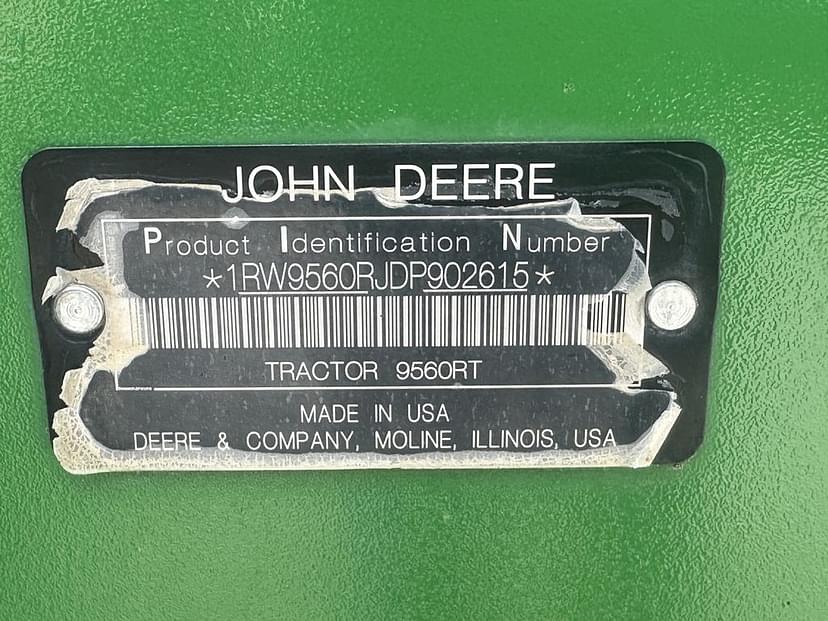 JOHN DEERE
Product Identification Number
*1RW9560RJDP902615*
TRACTOR 9560RT
MADE IN USA
DEERE & COMPANY, MOLINE, ILLINOIS, USA